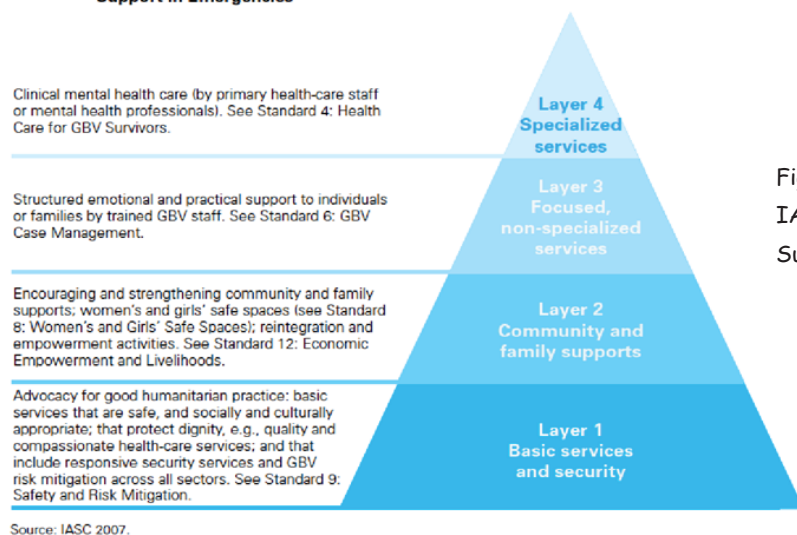 Support in Emergencies
Clinical mental health care (by primary health-care staff
or mental health professionals). See Standard 4: Health
Care for GBV Survivors.
Layer 4
Specialized
services
Structured emotional and practical support to individuals
or families by trained GBV staff. See Standard 6: GBV
Case Management.
Layer 3
Focused,
non-specialized
services
Encouraging and strengthening community and family
supports; women's and girls' safe spaces (see Standard
8: Women's and Girls' Safe Spaces); reintegration and
empowerment activities. See Standard 12: Economic
Empowerment and Livelihoods.
Layer 2
Community and
family supports
Advocacy for good humanitarian practice: basic
services that are safe, and socially and culturally
appropriate; that protect dignity, e.g., quality and
compassionate health-care services; and that
include responsive security services and GBV
risk mitigation across all sectors. See Standard 9:
Safety and Risk Mitigation.
Layer 1
Basic services
and security
Source: IASC 2007.
Fi
IA
Su